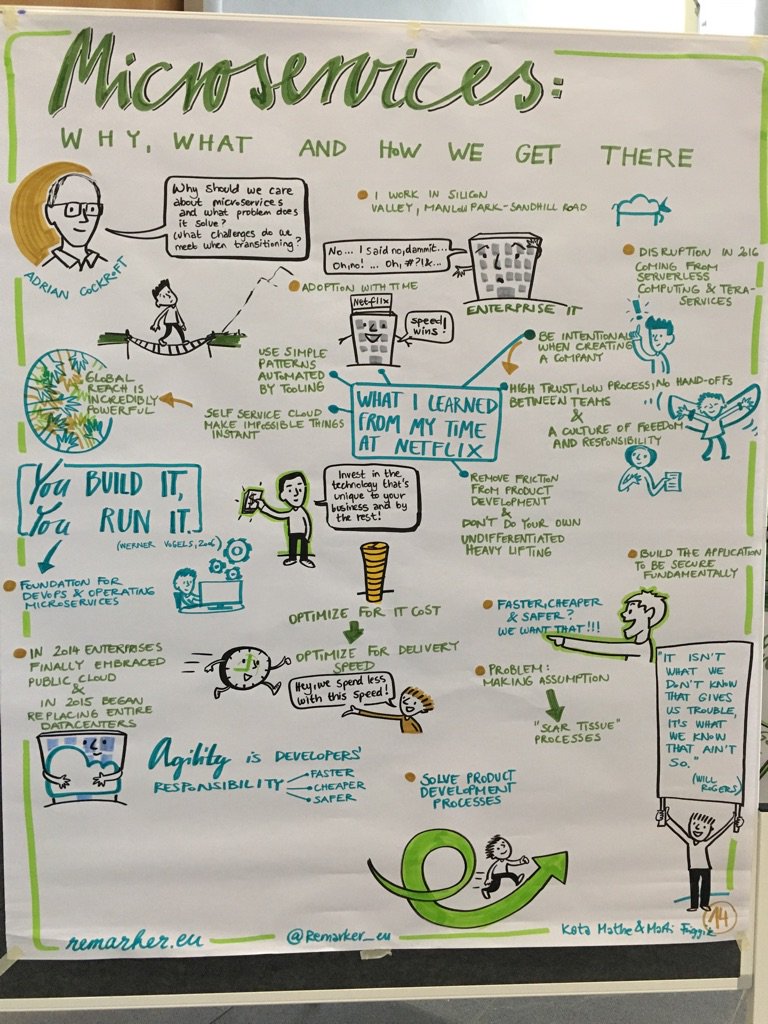 Microservices:
WHY, WHAT AND HOW WE GET THERE
Why should we care
about microservices
and what problem does
it solve?
What challenges do we
meet when transitioning?
ADRIAN COCKROFT
I WORK IN SILICON
VALLEY, MANLOW PARK - SANDHILL ROAD
No... I said no, dammit...
Oh, no! ... Oh, #?!&...
ENTERPRISE IT
DISRUPTION IN 2016
COMING FROM
SERVERLESS
COMPUTING & TERA-
SERVICES
ADOPTION WITH TIME
Netflix
speed
wins!
GLOBAL
REACH IS
INCREDIBLY
POWERFUL
USE SIMPLE
PATTERNS
AUTOMATED
BY TOOLING
SELF SERVICE CLOUD
MAKE IMPOSSIBLE THINGS
INSTANT
WHAT I LEARNED
FROM MY TIME
AT NETFLIX
BE INTENTIONAL
WHEN CREATING
A COMPANY
HIGH TRUST, LOW PROCESS, NO HAND-OFFS
BETWEEN TEAMS
&
A CULTURE OF FREEDOM
AND RESPONSIBILITY
REMOVE FRICTION
FROM PRODUCT
DEVELOPMENT
&
DON'T DO YOUR OWN
UNDIFFERENTIATED
HEAVY LIFTING
You BUILD IT,
You RUN IT.
(WERNER VOGELS, 2006)
FOUNDATION FOR
DEVOPS & OPERATING
MICROSERVICES
Invest in the
technology that's
unique to your
business and by
the rest!
OPTIMIZE FOR IT COST
OPTIMIZE FOR DELIVERY
SPEED
Hey, we spend less
with this speed!
BUILD THE APPLICATION
TO BE SECURE
FUNDAMENTALLY
FASTER, CHEAPER
& SAFER?
WE WANT THAT!!!
PROBLEM:
MAKING ASSUMPTION
"SCAR TISSUE"
PROCESSES
"IT ISN'T
WHAT WE
DON'T KNOW
THAT GIVES
US TROUBLE,
IT'S WHAT
WE KNOW
THAT AIN'T
SO."
(WILL
ROGERS)
IN 2014 ENTERPRISES
FINALLY EMBRACED
PUBLIC CLOUD
&
IN 2015 BEGAN
REPLACING ENTIRE
DATACENTERS
Agility IS DEVELOPERS'
RESPONSIBILITY
FASTER
CHEAPER
SAFER
SOLVE PRODUCT
DEVELOPMENT
PROCESSES
14
remarker.eu
@Remarker_eu
Kata Mathe & Marti